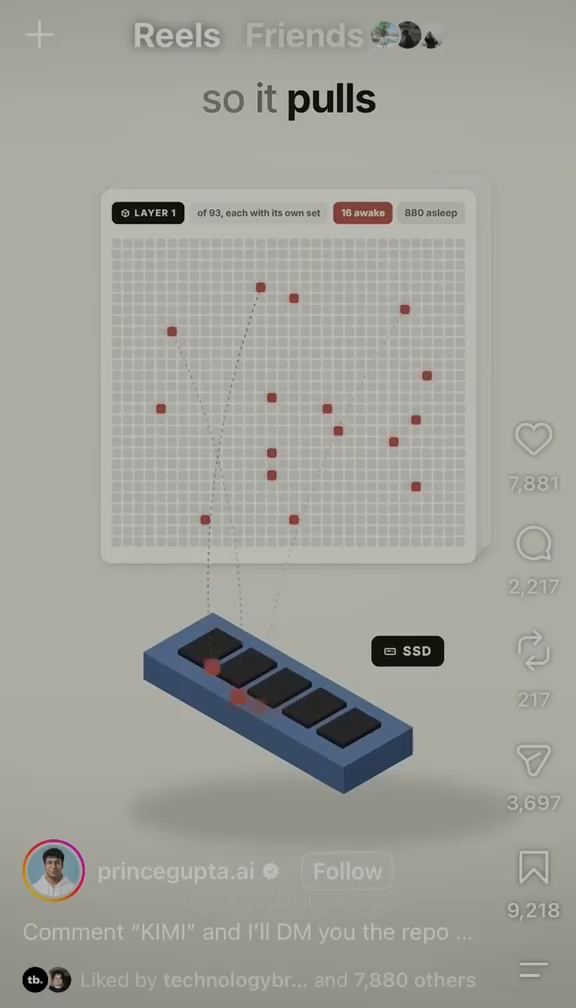 Reels Friends
so it pulls
LAYER 1 of 93, each with its own set 16 awake 880 asleep
7,881
2,217
SSD
217
3,697
princegupta.ai Follow
9,218
Comment “KIMI” and I’ll DM you the repo ...
tb. Liked by technologybr... and 7,880 others